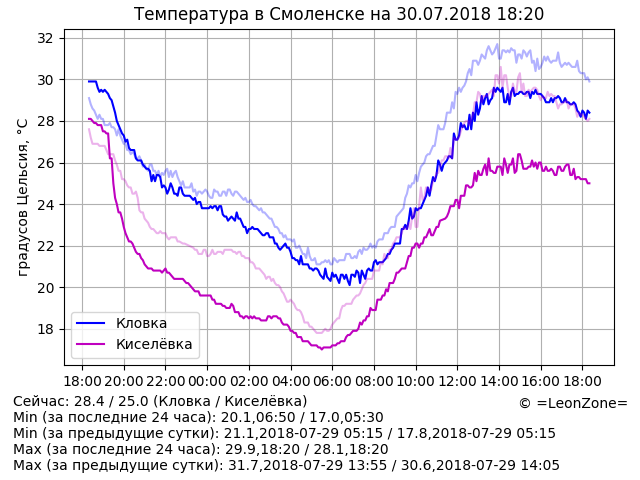 Температура в Смоленске на 30.07.2018 18:20
градусов Цельсия, °C
32
30
28
26
24
22
20
18
Кловка
Киселёвка
18:00 20:00 22:00 00:00 02:00 04:00 06:00 08:00 10:00 12:00 14:00 16:00 18:00
Сейчас: 28.4 / 25.0 (Кловка / Киселёвка)
© =LeonZone=
Min (за последние 24 часа): 20.1,06:50 / 17.0,05:30
Min (за предыдущие сутки): 21.1,2018-07-29 05:15 / 17.8,2018-07-29 05:15
Max (за последние 24 часа): 29.9,18:20 / 28.1,18:20
Max (за предыдущие сутки): 31.7,2018-07-29 13:55 / 30.6,2018-07-29 14:05